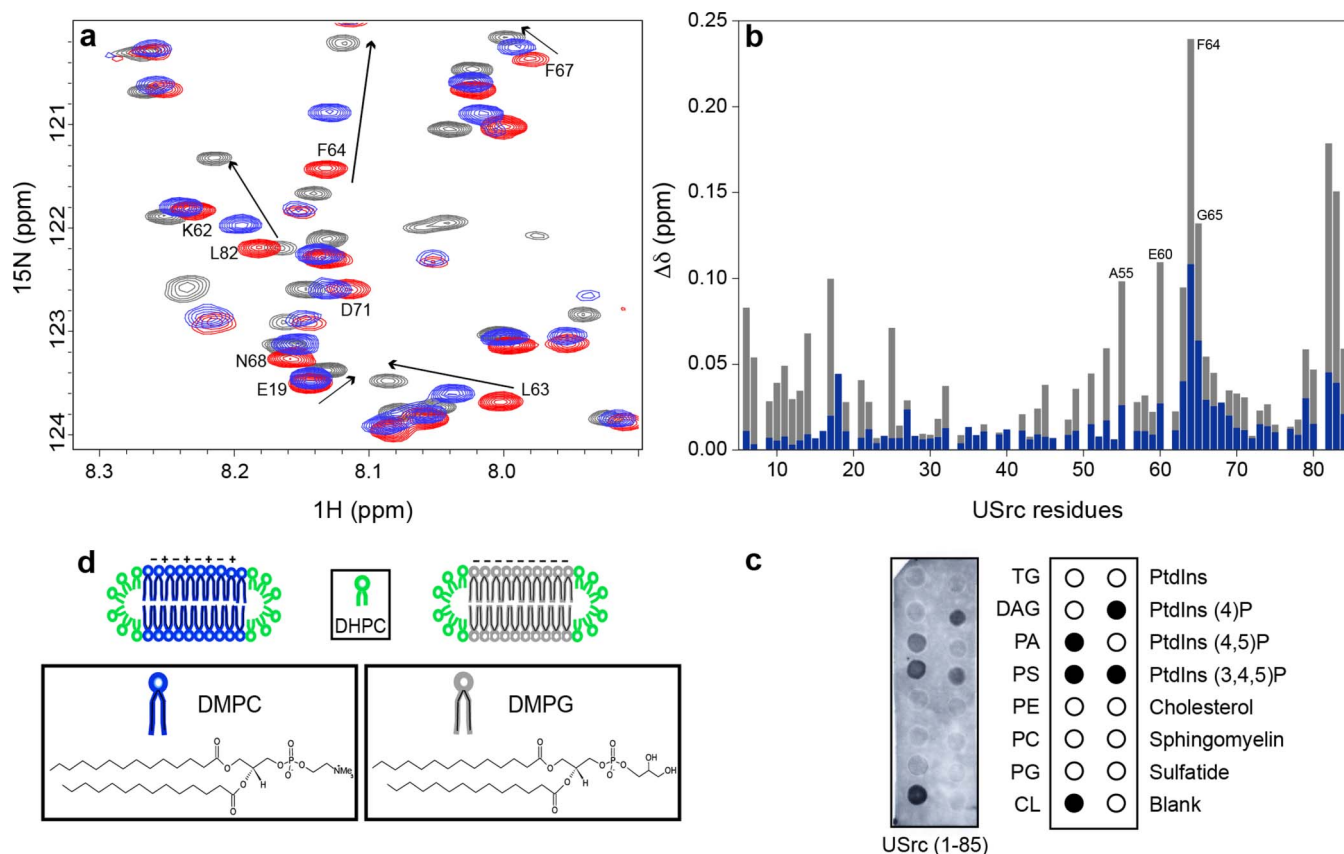 a
15N (ppm)
121
122
123
124
F67
F64
K62
L82
D71
N68
E19
L63
8.3
8.2
8.1
8.0
1H (ppm)
b
Δδ (ppm)
0.25
0.20
0.15
0.10
0.05
0.00
F64
G65
E60
A55
10
20
30
40
50
60
70
80
USrc residues
d
- + - + - + - +
- - - - - - - - - -
DHPC
DMPC
O
O
O
O
H
O
P
O
O-
O
NMe3
+
DMPG
O
O
O
O
H
O
P
O
O-
O
OH
OH
c
TG PtdIns
DAG PtdIns (4)P
PA PtdIns (4,5)P
PS PtdIns (3,4,5)P
PE Cholesterol
PC Sphingomyelin
PG Sulfatide
CL Blank
USrc (1-85)